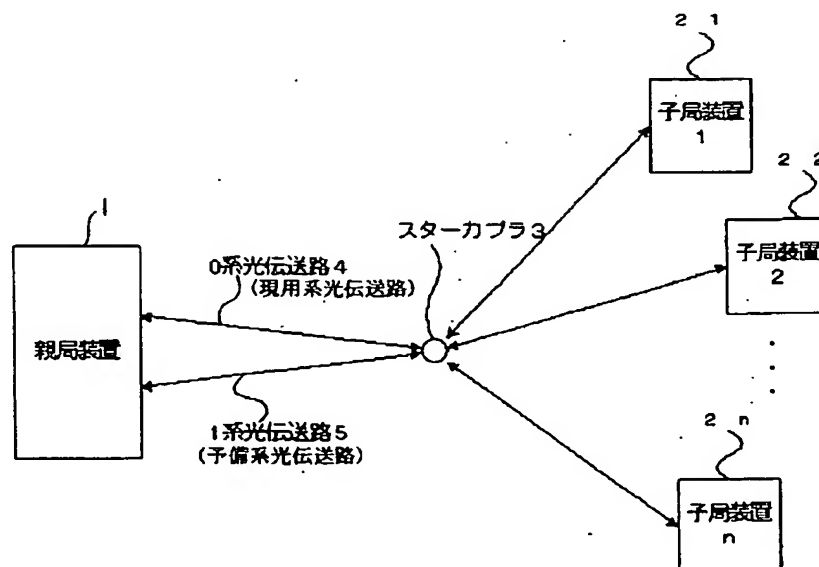 2 1
子局装置
1
2 2
子局装置
2
1
スターカプラ3
0系光伝送路4
(現用系光伝送路)
親局装置
1系光伝送路5
(予備系光伝送路)
2 n
子局装置
n